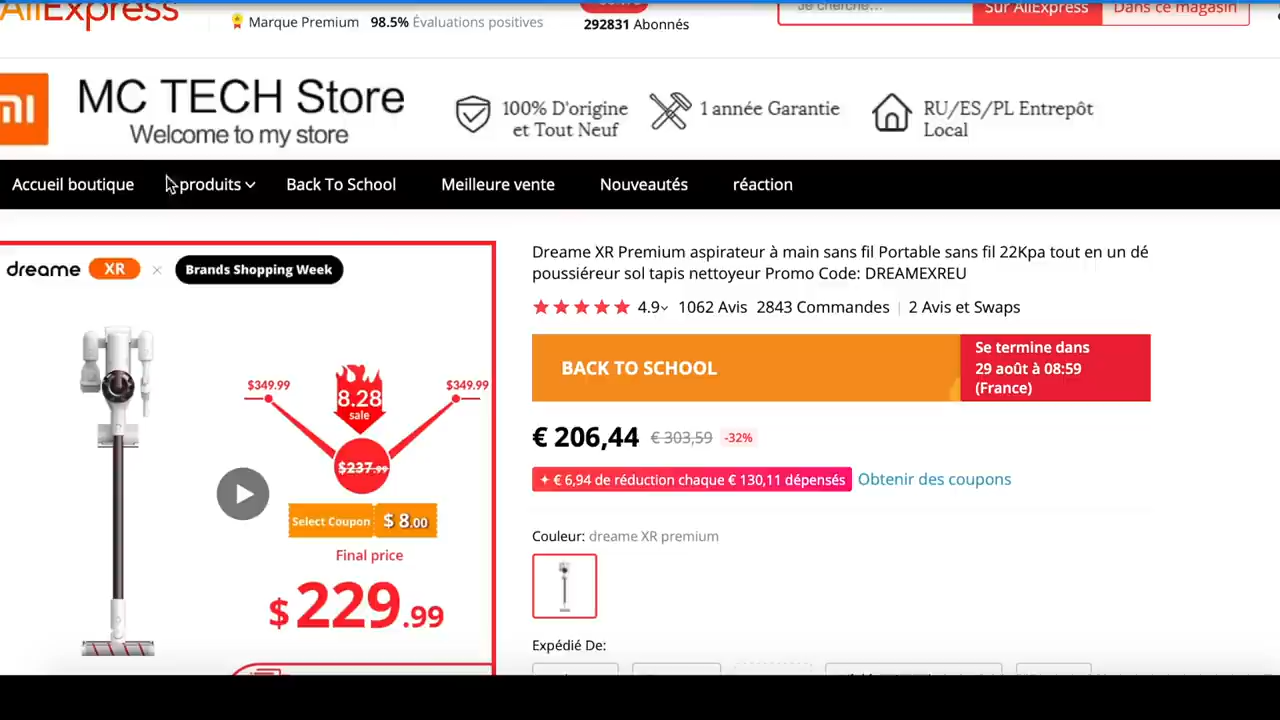 AliExpress
Marque Premium 98.5% Évaluations positives
292831 Abonnés
Je cherche...
Sur AliExpress
Dans ce magasin
MC TECH Store
Welcome to my store
100% D'origine
et Tout Neuf
1 année Garantie
RU/ES/PL Entrepôt
Local
Accueil boutique
produits
Back To School
Meilleure vente
Nouveautés
réaction
dreame XR × Brands Shopping Week
$349.99
$349.99
8.28
sale
$237.99
Select Coupon $ 8.00
Final price
$ 229.99
Dreame XR Premium aspirateur à main sans fil Portable sans fil 22Kpa tout en un dé
poussiéreur sol tapis nettoyeur Promo Code: DREAMEXREU
4.9 1062 Avis 2843 Commandes 2 Avis et Swaps
BACK TO SCHOOL
Se termine dans
29 août à 08:59
(France)
€ 206,44 € 303,59 -32%
€ 6,94 de réduction chaque € 130,11 dépensés Obtenir des coupons
Couleur: dreame XR premium
Expédié De: